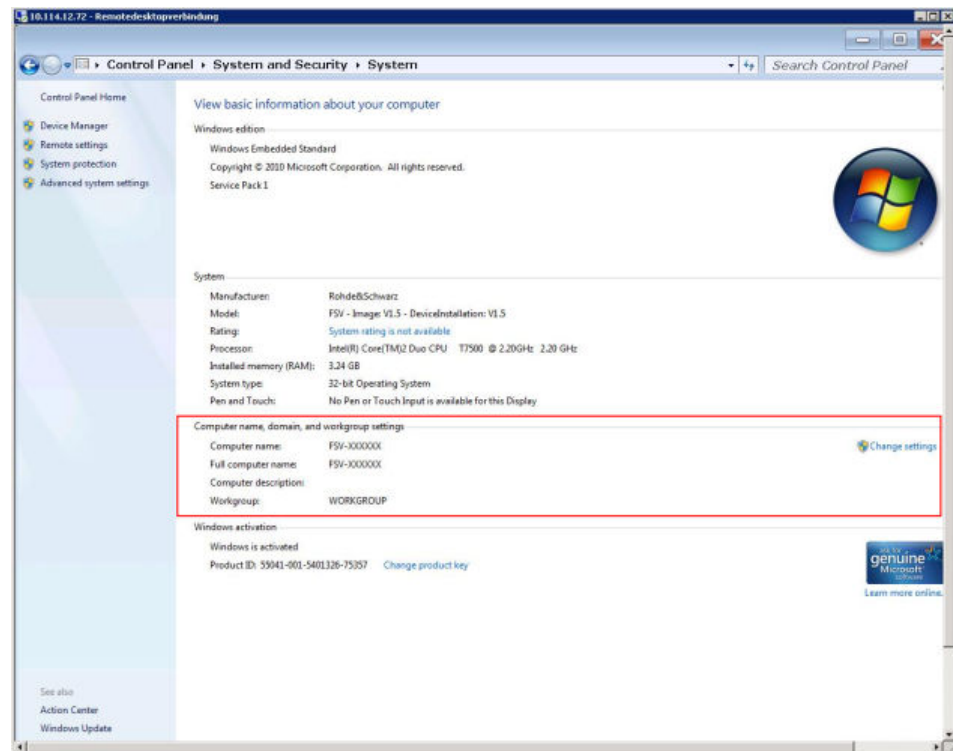 10.114.12.72 - Remotedesktopverbindung
Control Panel ▸ System and Security ▸ System
Search Control Panel
Control Panel Home
Device Manager
Remote settings
System protection
Advanced system settings
View basic information about your computer
Windows edition
Windows Embedded Standard
Copyright © 2010 Microsoft Corporation. All rights reserved.
Service Pack 1
System
Manufacturer: Rohde&Schwarz
Model: FSV - Image: V1.5 - DeviceInstallation: V1.5
Rating: System rating is not available
Processor: Intel(R) Core(TM)2 Duo CPU T7500 @ 2.20GHz 2.20 GHz
Installed memory (RAM): 3.24 GB
System type: 32-bit Operating System
Pen and Touch: No Pen or Touch Input is available for this Display
Computer name, domain, and workgroup settings
Computer name: FSV-XXXXXX
Change settings
Full computer name: FSV-XXXXXX
Computer description:
Workgroup: WORKGROUP
Windows activation
Windows is activated
Product ID: 55041-001-5401326-75357 Change product key
genuine
Microsoft
software
Learn more online.
See also
Action Center
Windows Update